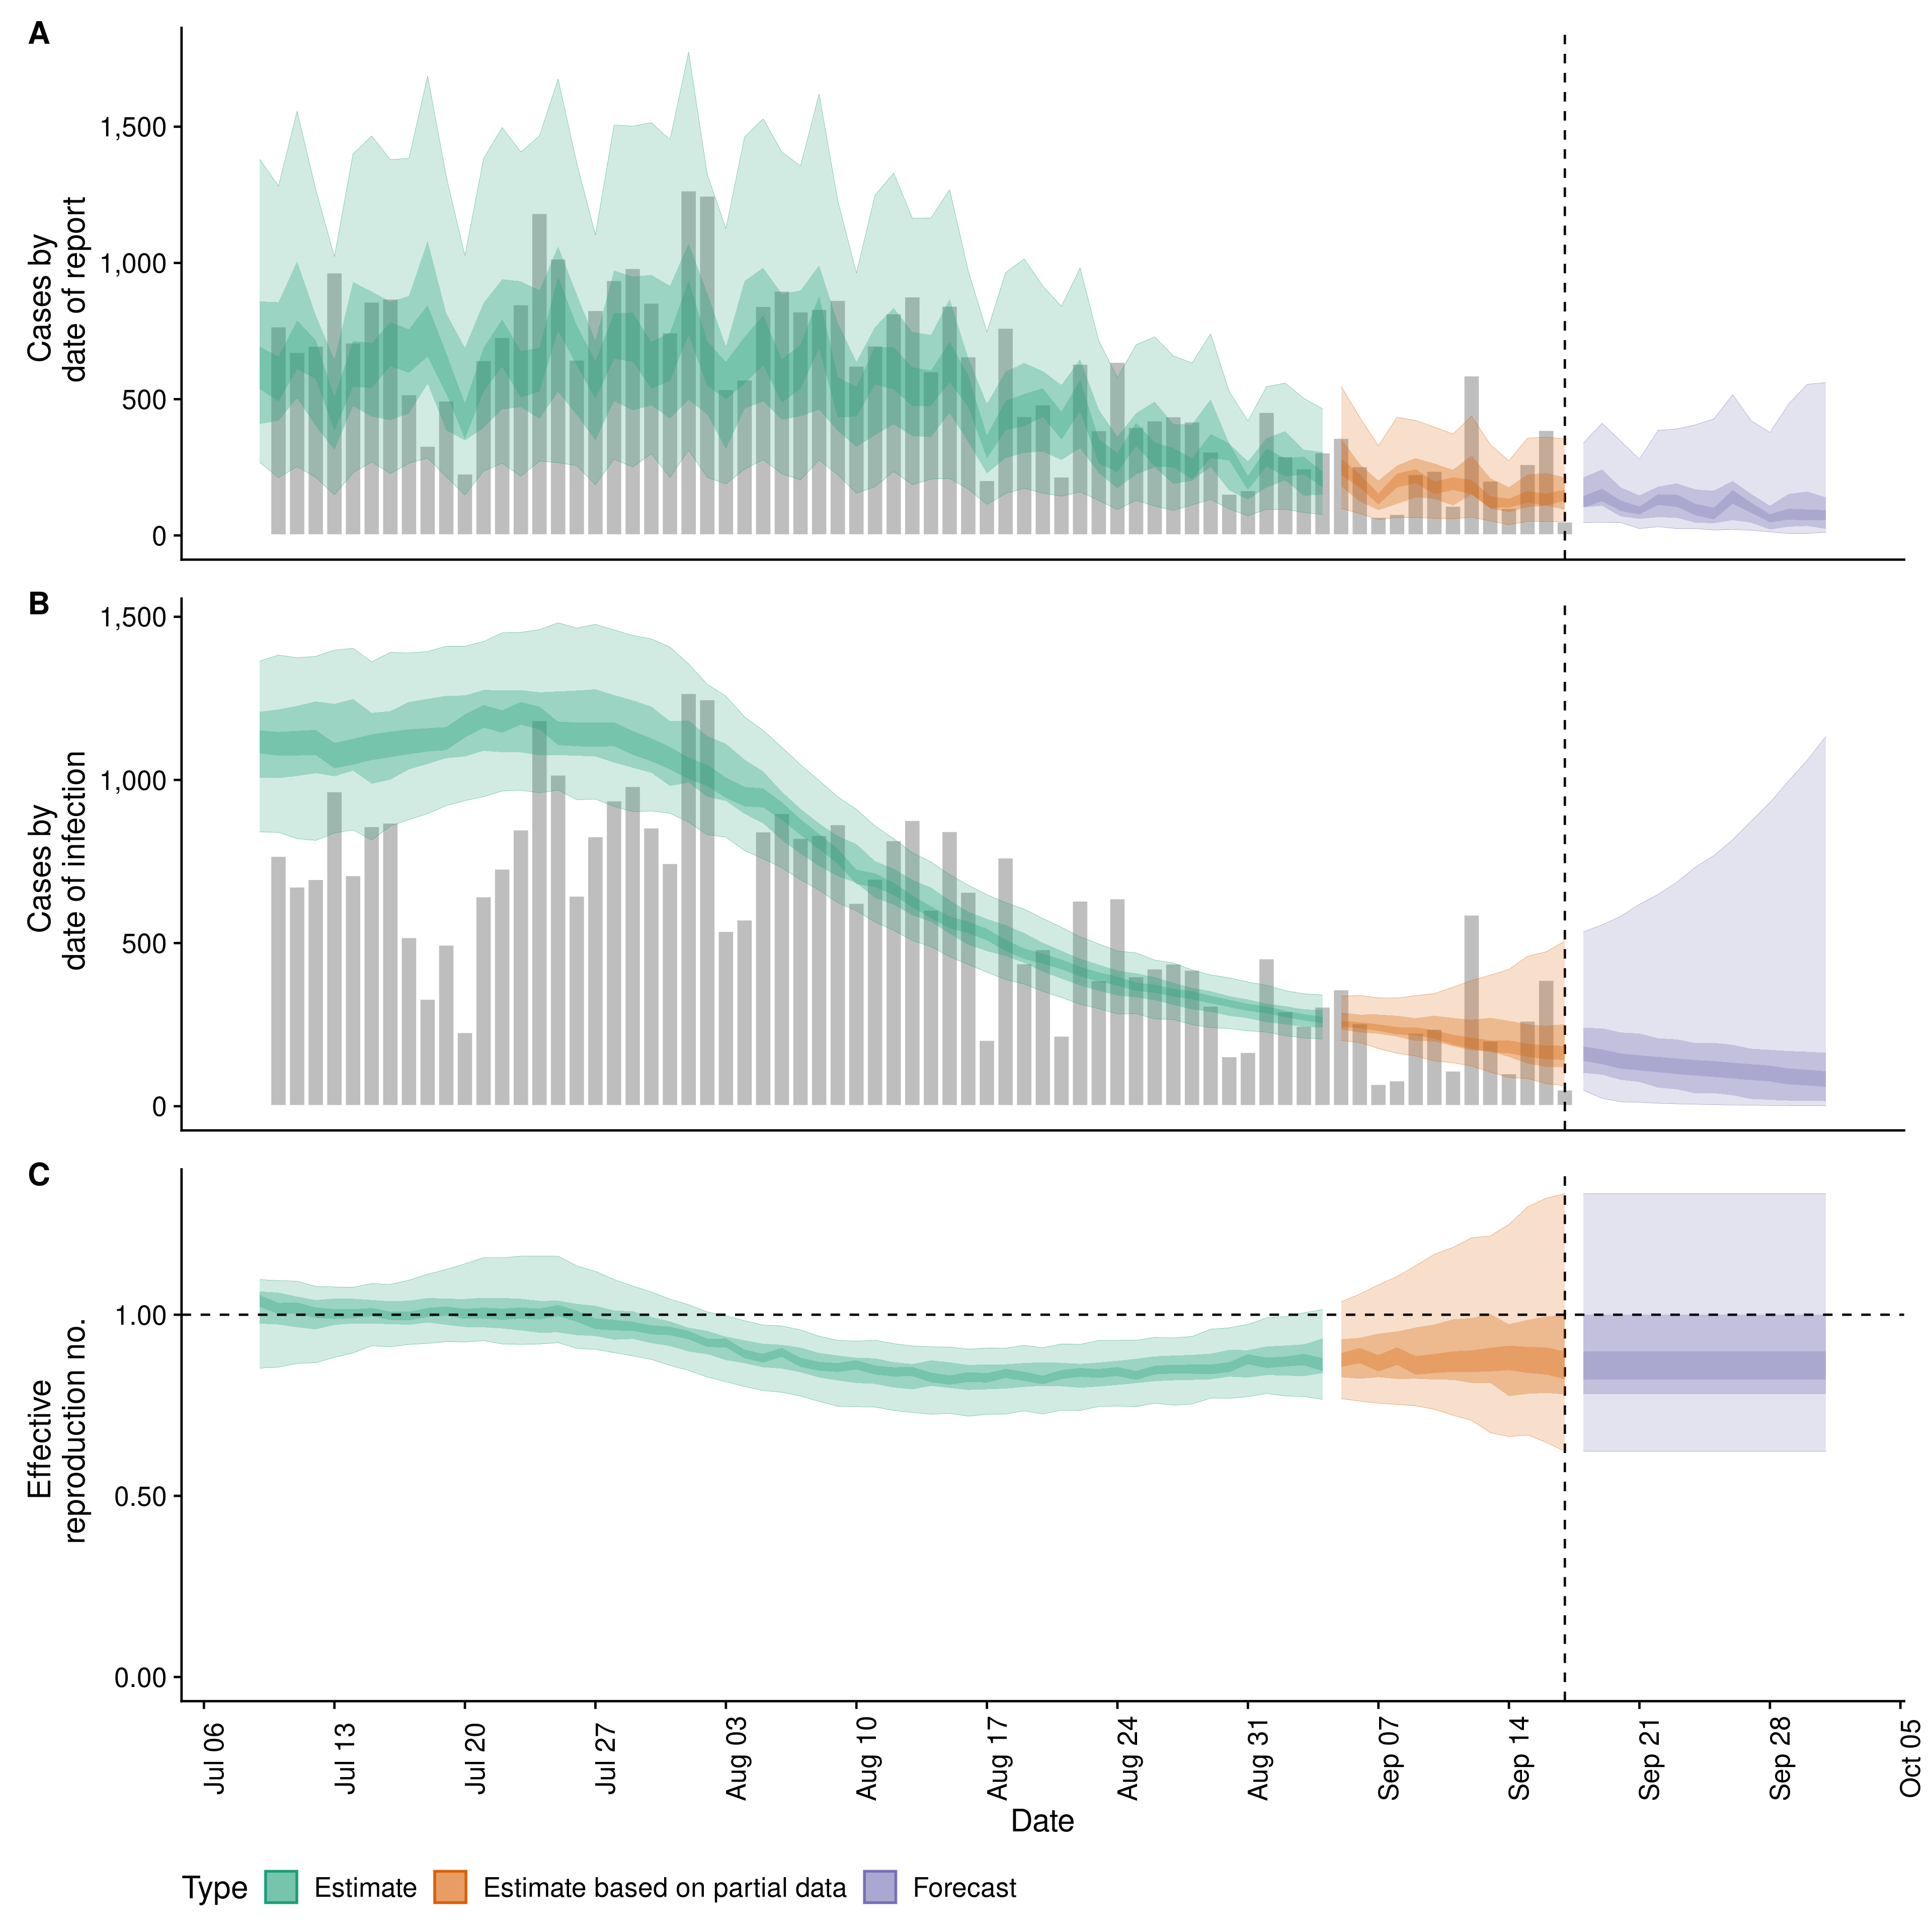 A
Cases by
date of report
1,500
1,000
500
0
B
Cases by
date of infection
1,500
1,000
500
0
C
Effective
reproduction no.
1.00
0.50
0.00
Jul 06
Jul 13
Jul 20
Jul 27
Aug 03
Aug 10
Aug 17
Aug 24
Aug 31
Sep 07
Sep 14
Sep 21
Sep 28
Oct 05
Date
Type Estimate Estimate based on partial data Forecast